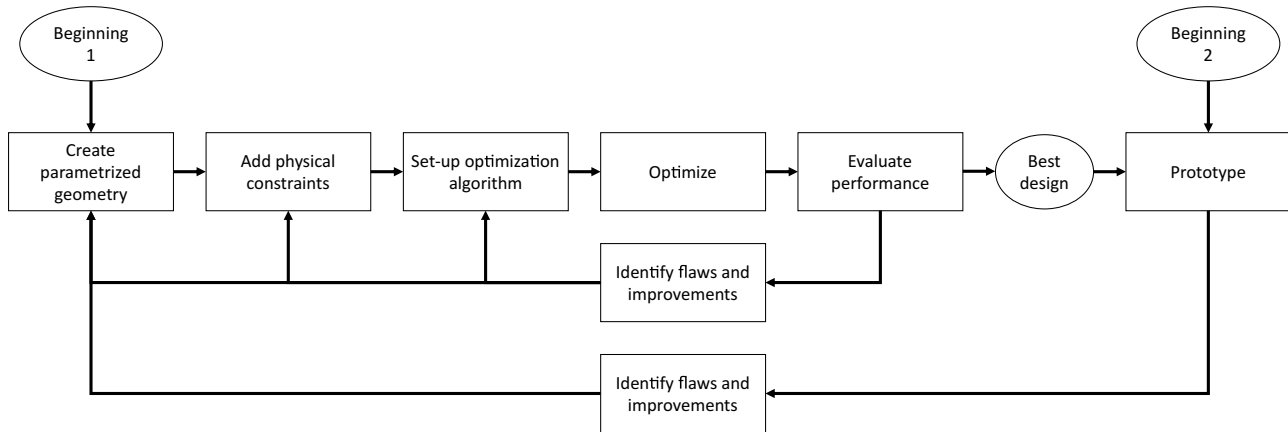 Beginning
1
Beginning
2
Create
parametrized
geometry
Add physical
constraints
Set-up optimization
algorithm
Optimize
Evaluate
performance
Best
design
Prototype
Identify flaws and
improvements
Identify flaws and
improvements